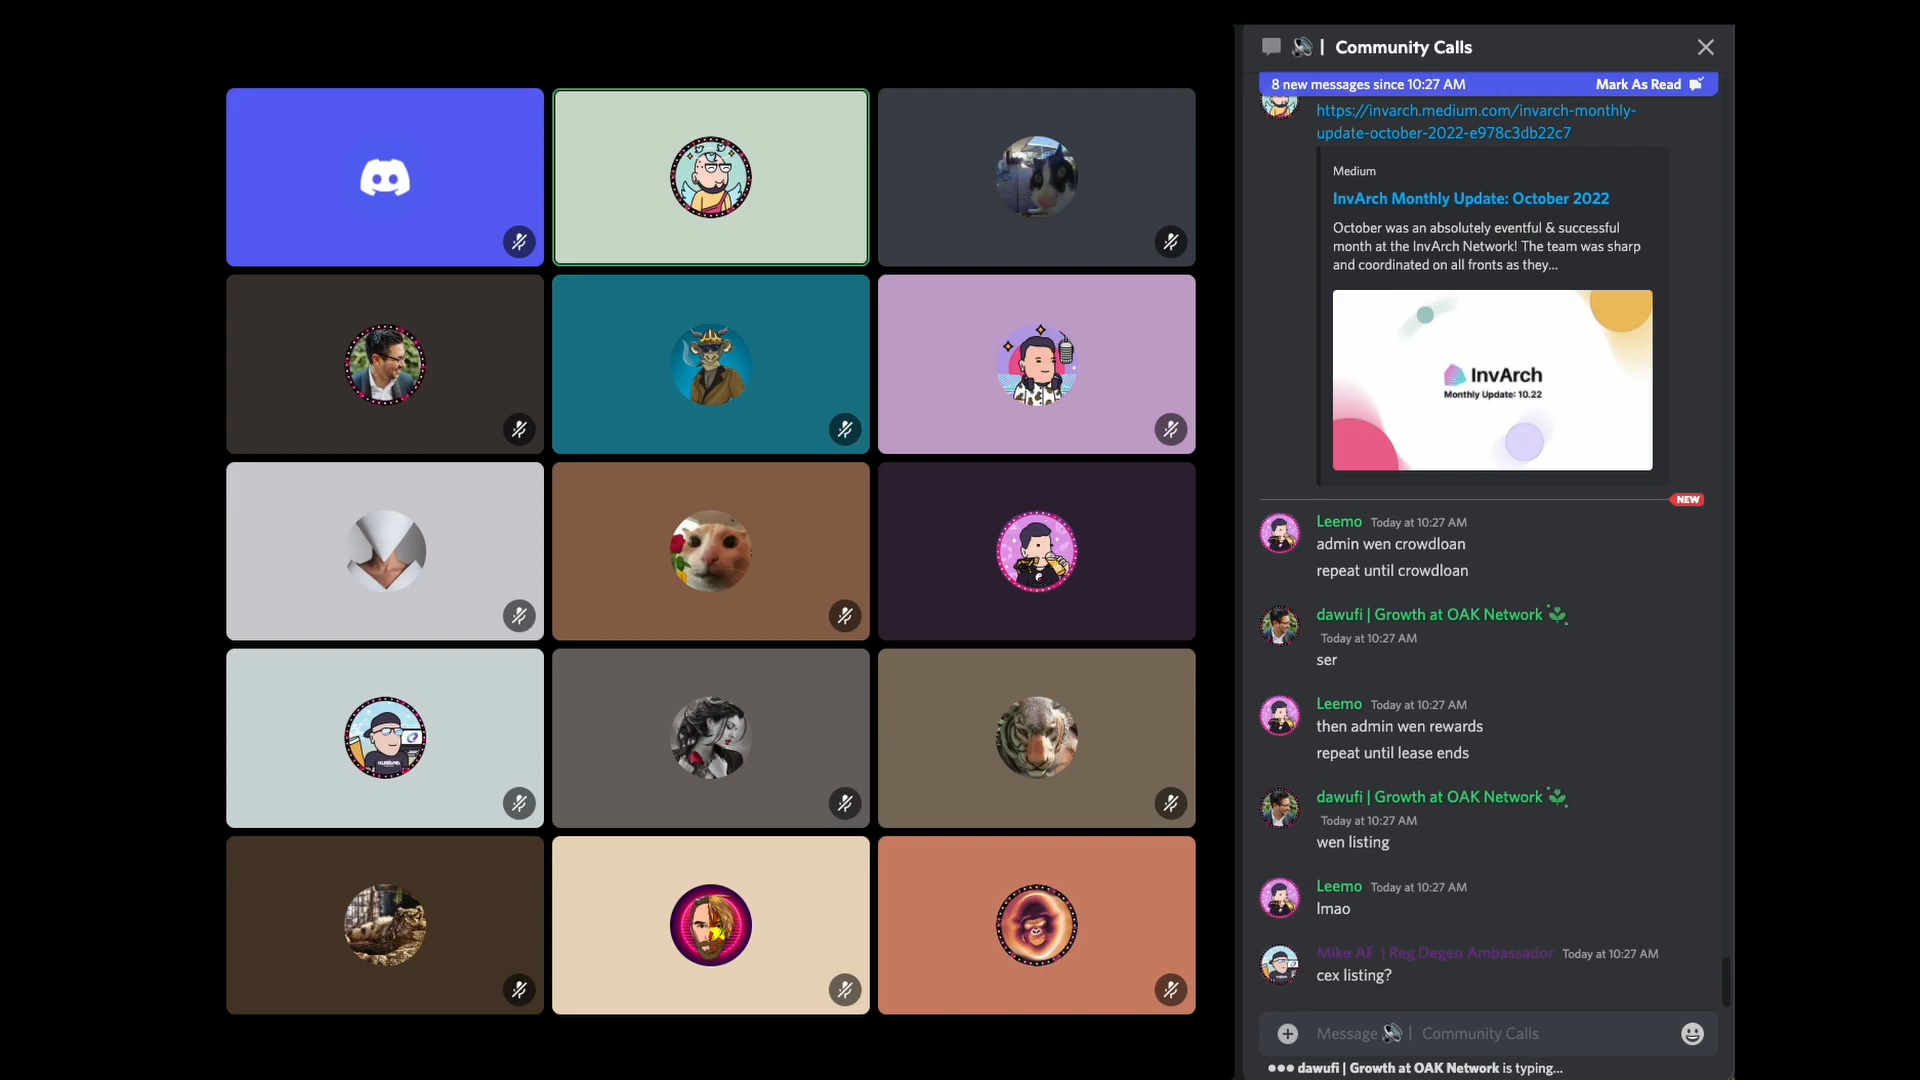 Community Calls
8 new messages since 10:27 AM
Mark As Read
https://invarch.medium.com/invarch-monthly-
update-october-2022-e978c3db22c7
Medium
InvArch Monthly Update: October 2022
October was an absolutely eventful & successful
month at the InvArch Network! The team was sharp
and coordinated on all fronts as they...
InvArch
Monthly Update: 10.22
NEW
Leemo Today at 10:27 AM
admin wen crowdloan
repeat until crowdloan
dawufi | Growth at OAK Network
Today at 10:27 AM
ser
Leemo Today at 10:27 AM
then admin wen rewards
repeat until lease ends
dawufi | Growth at OAK Network
Today at 10:27 AM
wen listing
Leemo Today at 10:27 AM
lmao
Mike AF | Reg Degen Ambassador Today at 10:27 AM
cex listing?
Message | Community Calls
dawufi | Growth at OAK Network is typing...